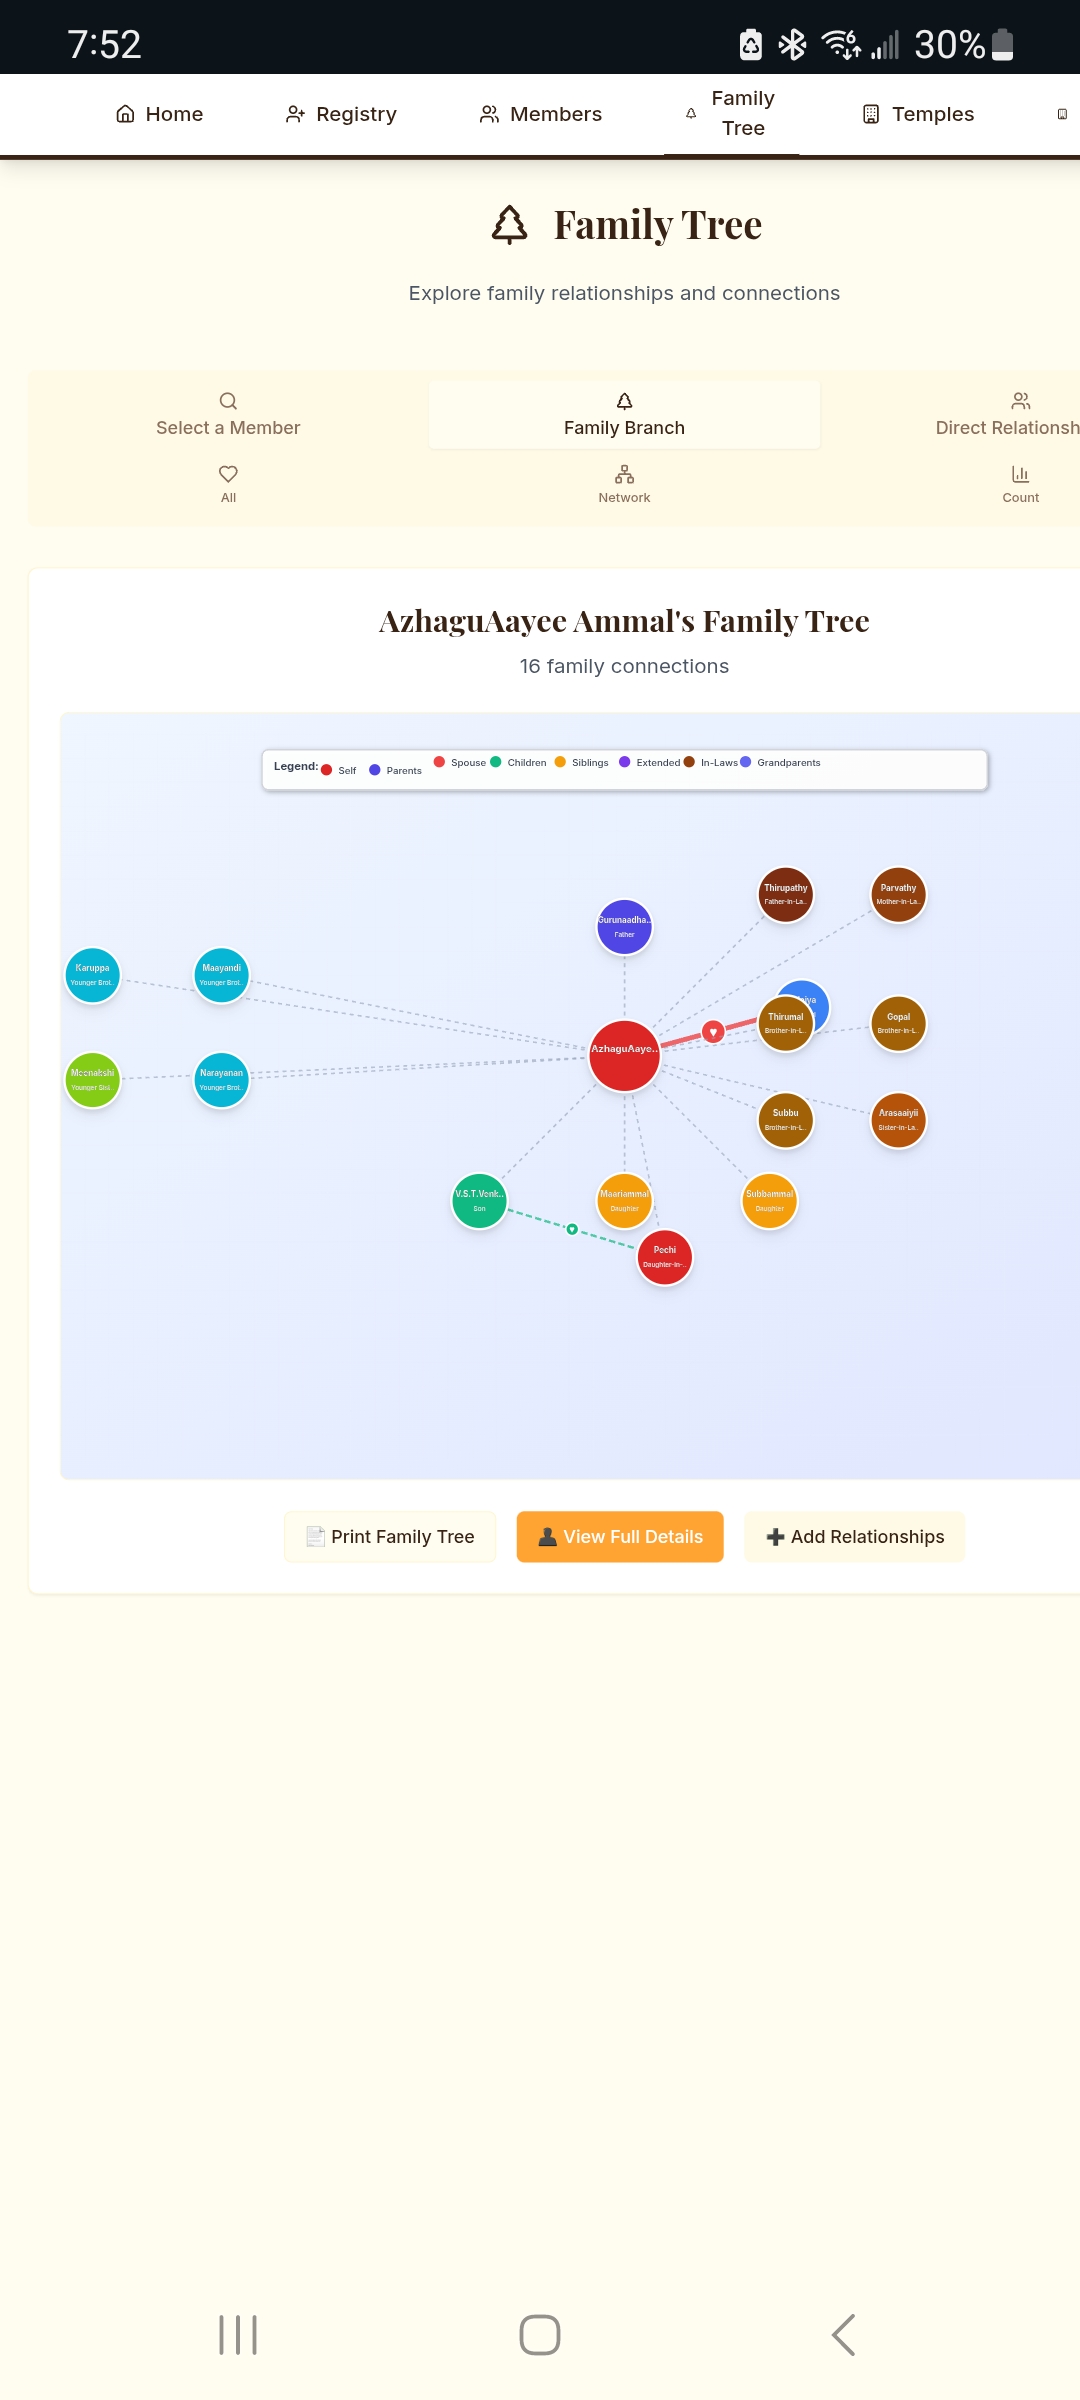 7:52
6
30%
Home
Registry
Members
Family
Tree
Temples
Family Tree
Explore family relationships and connections
Select a Member
Family Branch
Direct Relationsh
All
Network
Count
AzhaguAayee Ammal's Family Tree
16 family connections
Legend: Self Parents Spouse Children Siblings Extended In-Laws Grandparents
Thirupathy
Father-in-La..
Parvathy
Mother-in-La..
Gurunaadha..
Father
Karuppa
Younger Brot..
Maayandi
Younger Brot..
Thirumal
Brother-in-L..
Gopal
Brother-in-L..
AzhaguAaye..
Meenakshi
Younger Sist..
Narayanan
Younger Brot..
Subbu
Brother-in-L..
Arasaaiyii
Sister-in-La..
V.S.T.Venk..
Son
Maariammal
Daughter
Subbammal
Daughter
Pechi
Daughter-in-..
Print Family Tree
View Full Details
Add Relationships